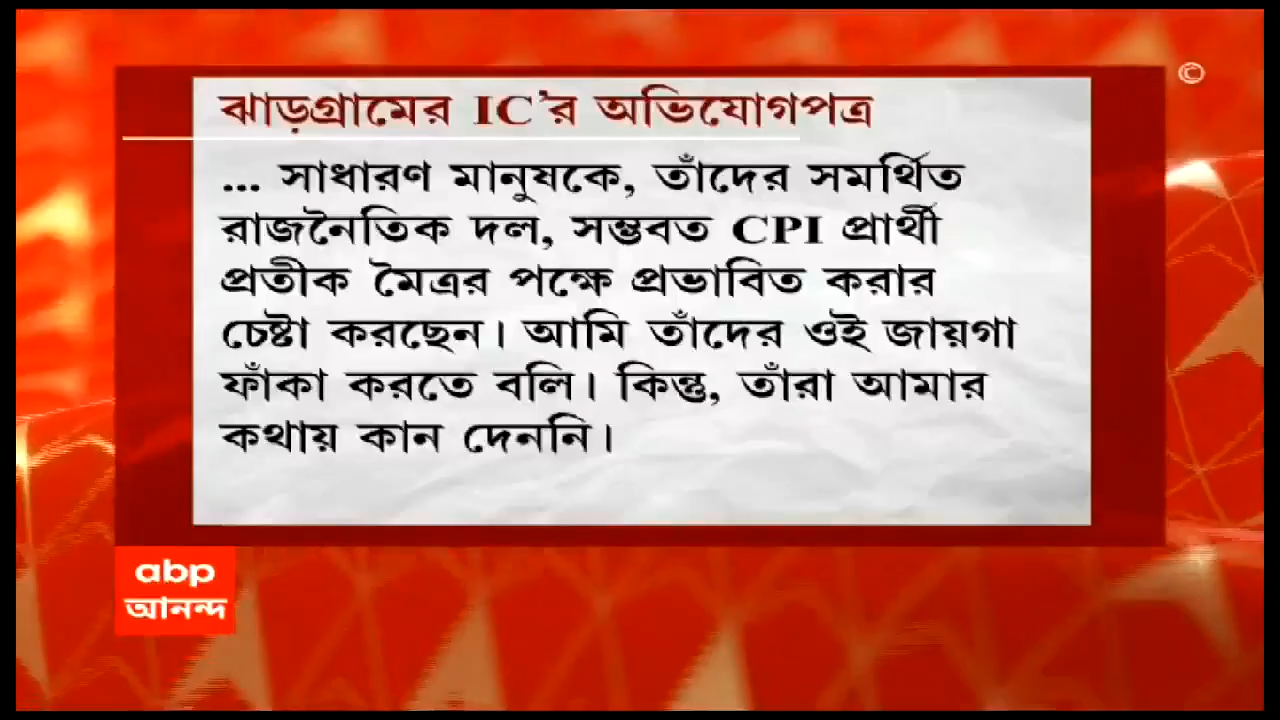 ©
ঝাড়গ্রামের IC'র অভিযোগপত্র
... সাধারণ মানুষকে, তাঁদের সমর্থিত
রাজনৈতিক দল, সম্ভবত CPI প্রার্থী
প্রতীক মৈত্রর পক্ষে প্রভাবিত করার
চেষ্টা করছেন। আমি তাঁদের ওই জায়গা
ফাঁকা করতে বলি। কিন্তু, তাঁরা আমার
কথায় কান দেননি।
abp
আনন্দ